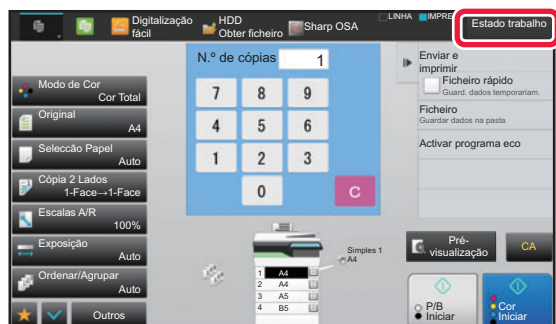 Digitalização
fácil
HDD
Obter ficheiro
Sharp OSA
LINHA
IMPRE
Estado trabalho
N.º de cópias
1
Modo de Cor
Cor Total
Original
A4
Selecção Papel
Auto
Cópia 2 Lados
1-Face→1-Face
Escalas A/R
100%
Exposição
Auto
Ordenar/Agrupar
Auto
Outros
7 8 9
4 5 6
1 2 3
0 C
Simples 1
A4
1 A4
2 A4
3 A5
4 B5
Enviar e
imprimir
Ficheiro rápido
Guard. dados temporariam.
Ficheiro
Guardar dados na pasta
Activar programa eco
Pré-
visualização
CA
P/B
Iniciar
Cor
Iniciar